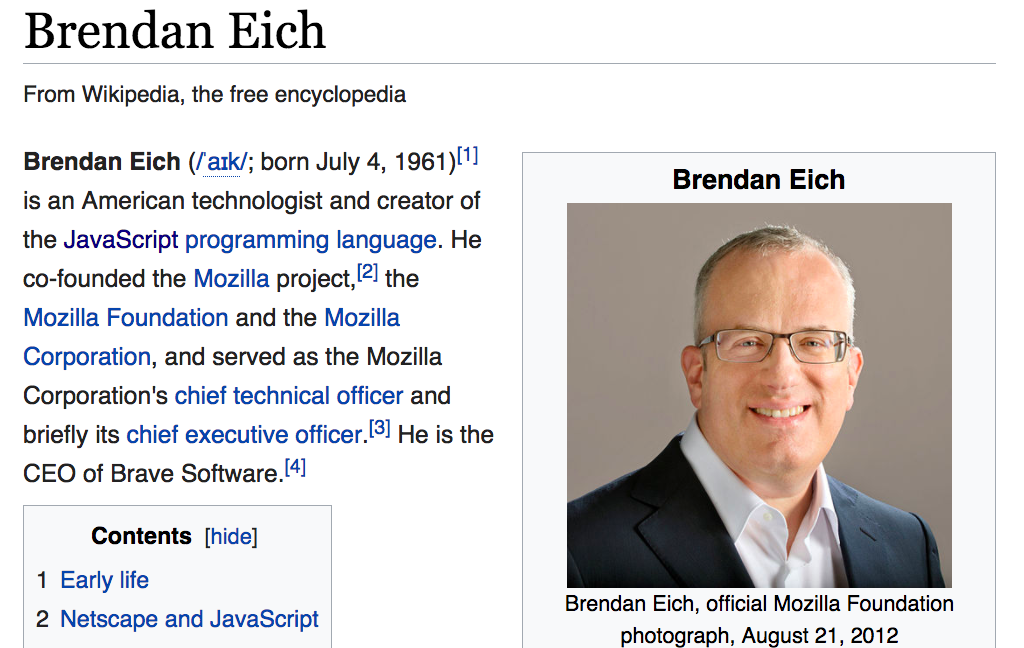 Brendan Eich
From Wikipedia, the free encyclopedia
Brendan Eich (/ˈaɪk/; born July 4, 1961)[1]
is an American technologist and creator of
the JavaScript programming language. He
co-founded the Mozilla project,[2] the
Mozilla Foundation and the Mozilla
Corporation, and served as the Mozilla
Corporation's chief technical officer and
briefly its chief executive officer.[3] He is the
CEO of Brave Software.[4]
Contents [hide]
1 Early life
2 Netscape and JavaScript
Brendan Eich
Brendan Eich, official Mozilla Foundation
photograph, August 21, 2012